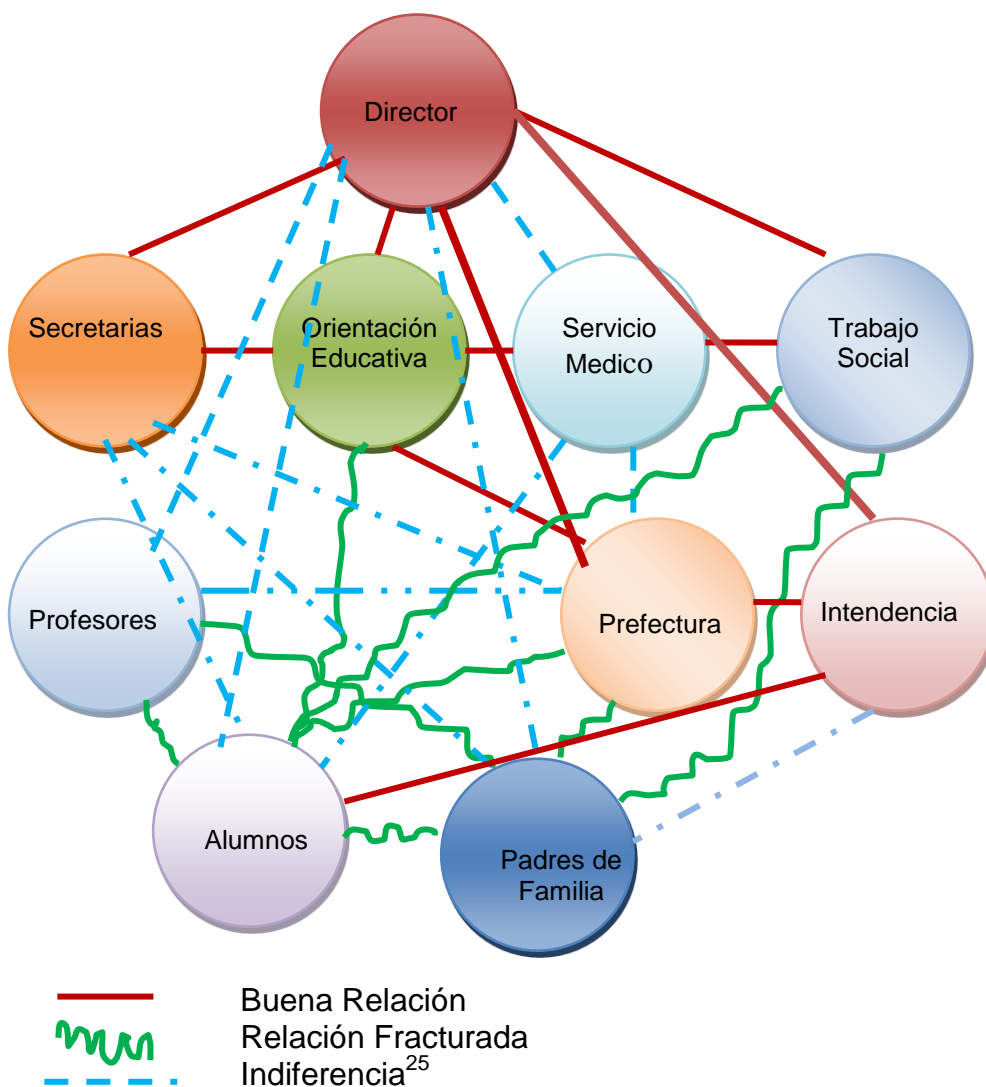 Director
Secretarias
Orientación
Educativa
Servicio
Medico
Trabajo
Social
Profesores
Prefectura
Intendencia
Alumnos
Padres de
Familia
Buena Relación
Relación Fracturada
Indiferencia25